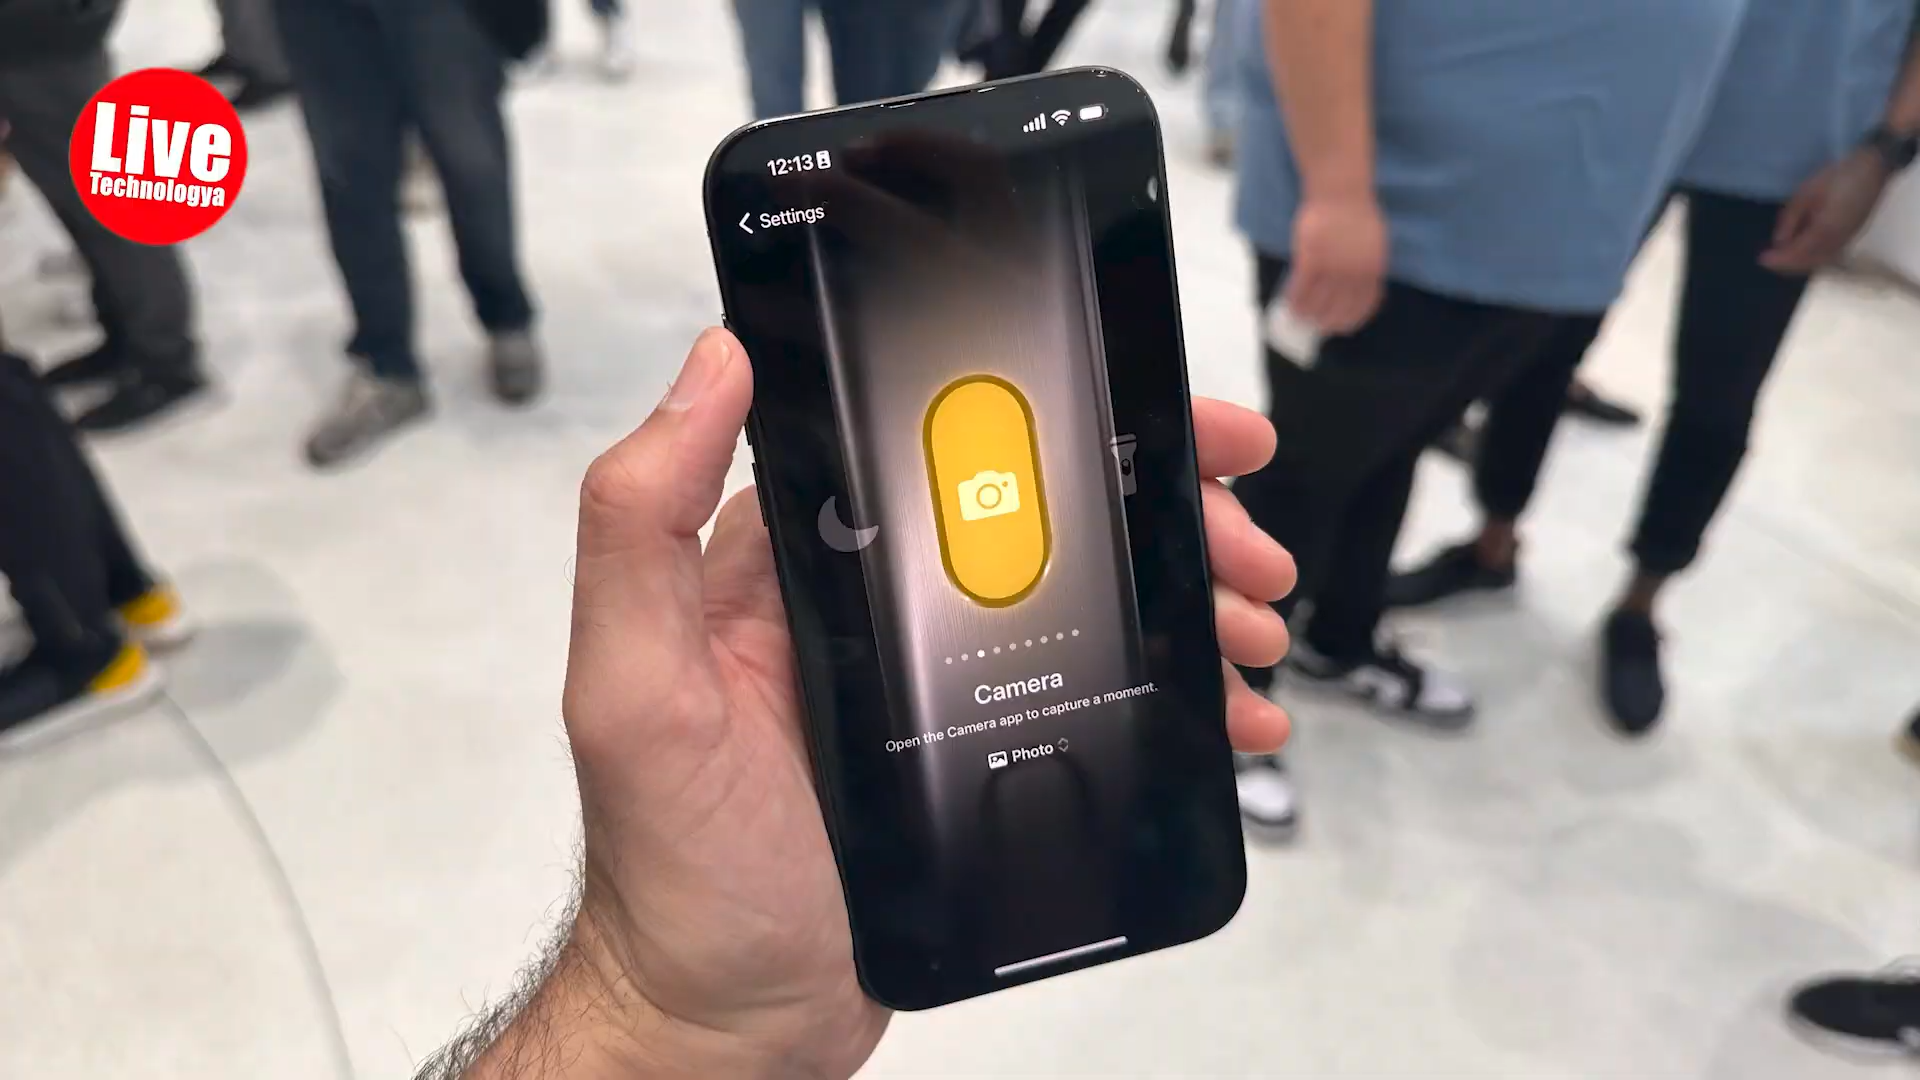 Live
Technologya
12:13
Settings
Camera
Open the Camera app to capture a moment.
Photo